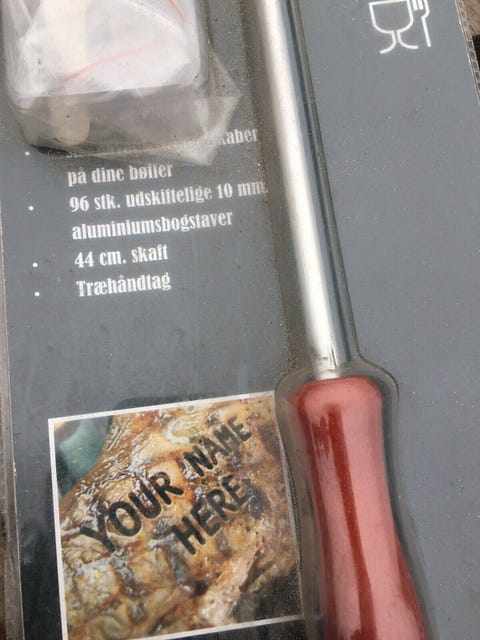 på dine bøffer
96 stk. udskiftelige 10 mm.
aluminiumsbogstaver
44 cm. skaft
Træhåndtag
YOUR NAME
HERE